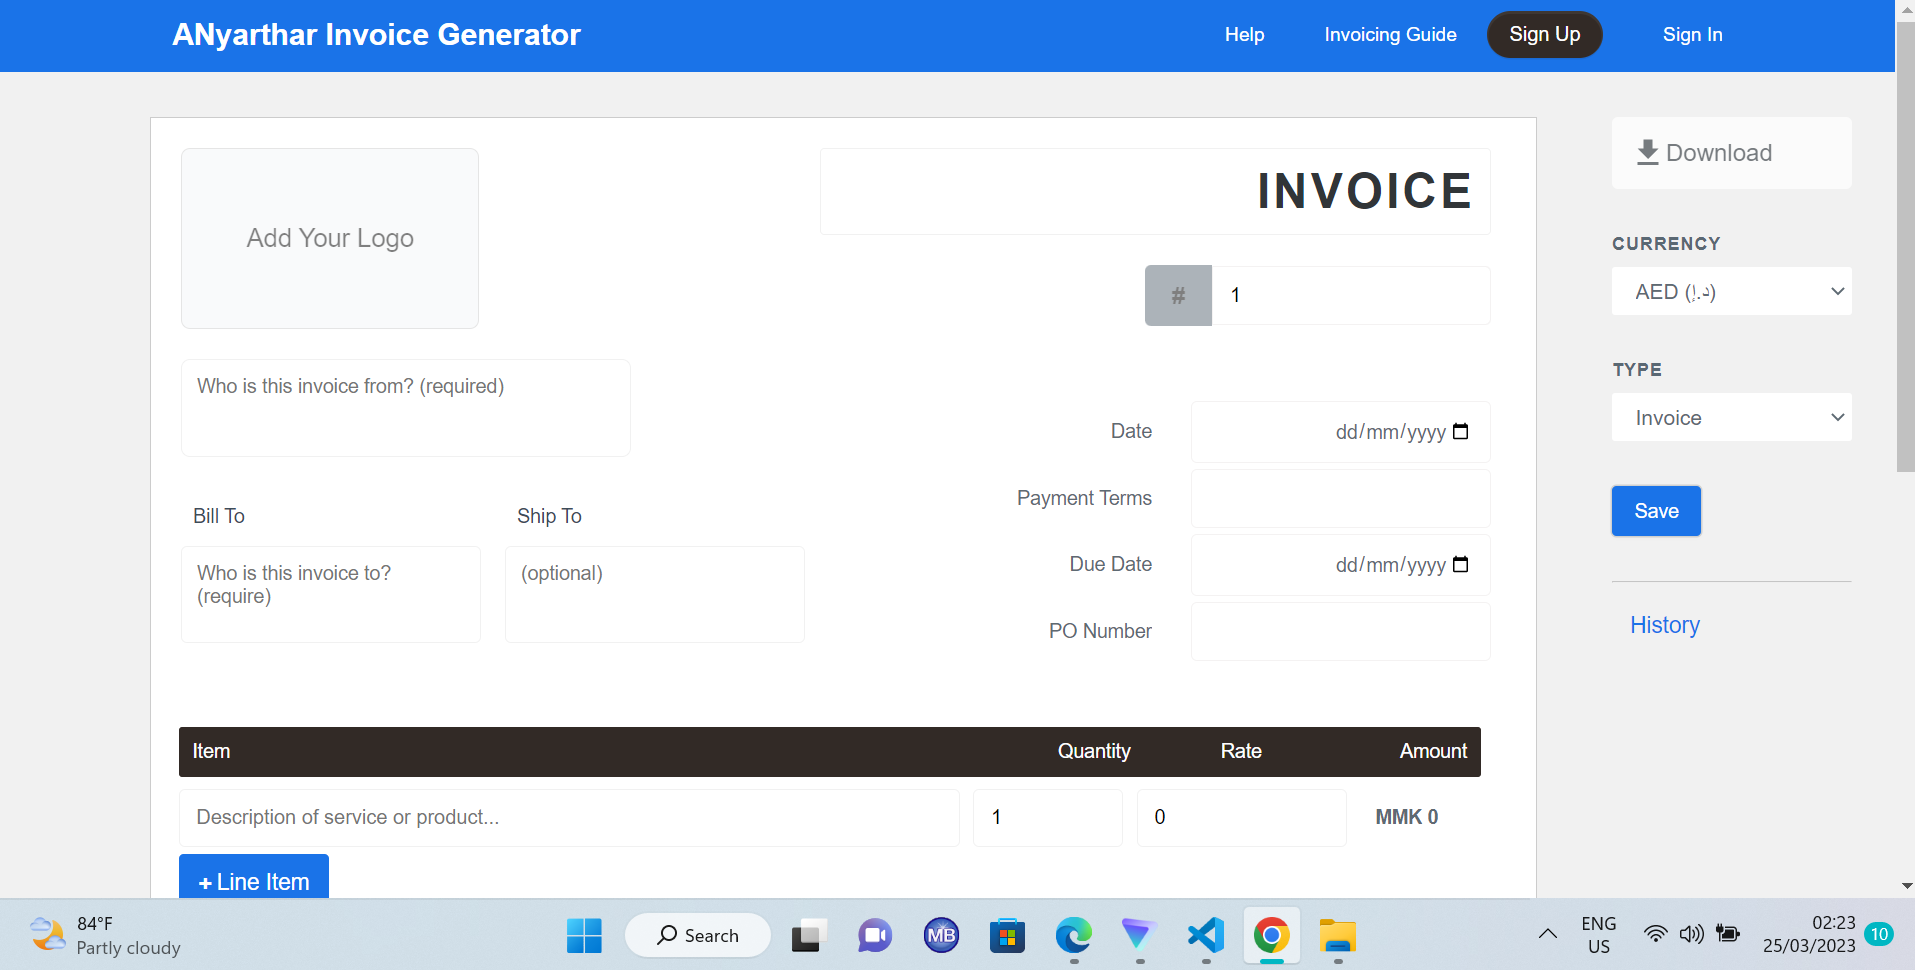 ANyarthar Invoice Generator
Help
Invoicing Guide
Sign Up
Sign In
Add Your Logo
INVOICE
# 1
Download
CURRENCY
AED (د.إ)
TYPE
Invoice
Save
History
Who is this invoice from? (required)
Date dd/mm/yyyy
Payment Terms
Due Date dd/mm/yyyy
PO Number
Bill To
Ship To
Who is this invoice to?
(require)
(optional)
Item Quantity Rate Amount
Description of service or product... 1 0 MMK 0
+ Line Item
84°F
Partly cloudy
Search
MB
ENG
US
02:23
25/03/2023
10